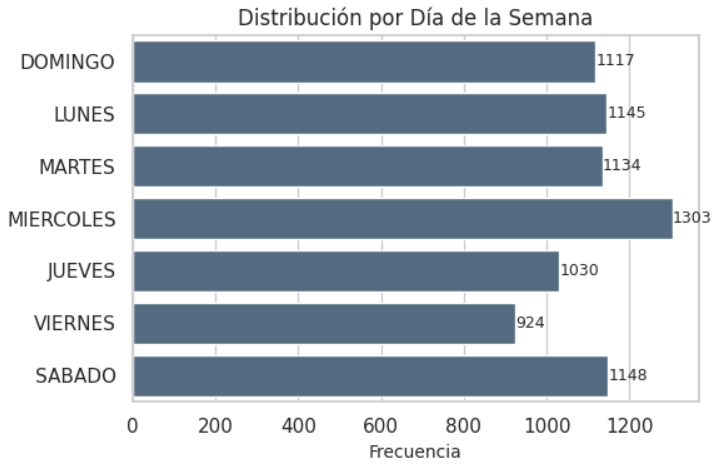 Distribución por Día de la Semana
DOMINGO 1117
LUNES 1145
MARTES 1134
MIERCOLES 1303
JUEVES 1030
VIERNES 924
SABADO 1148
0 200 400 600 800 1000 1200
Frecuencia